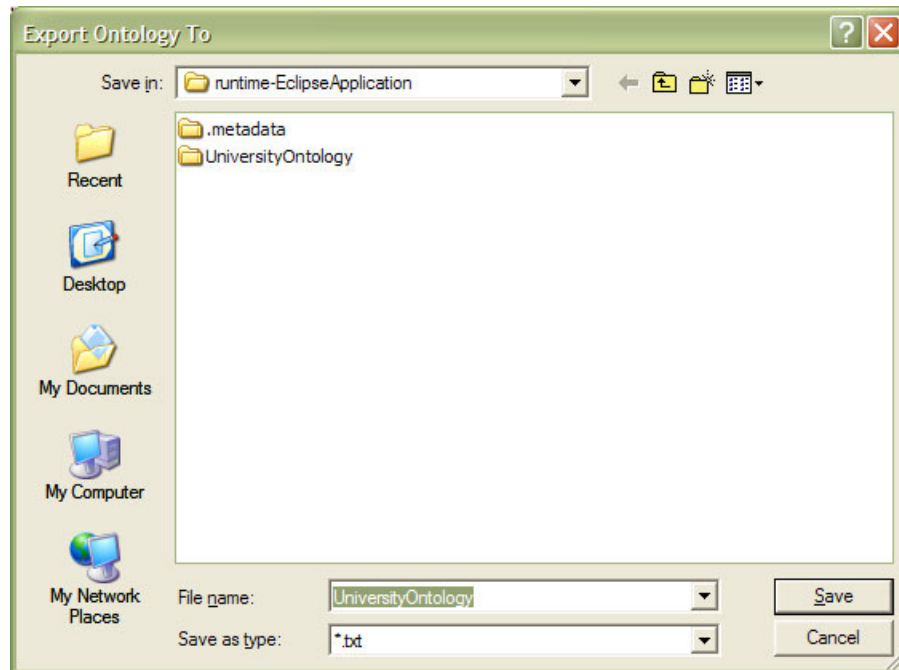 Export Ontology To
Save in: runtime-EclipseApplication
.metadata
UniversityOntology
Recent
Desktop
My Documents
My Computer
My Network
Places
File name: UniversityOntology
Save
Save as type: *.txt
Cancel